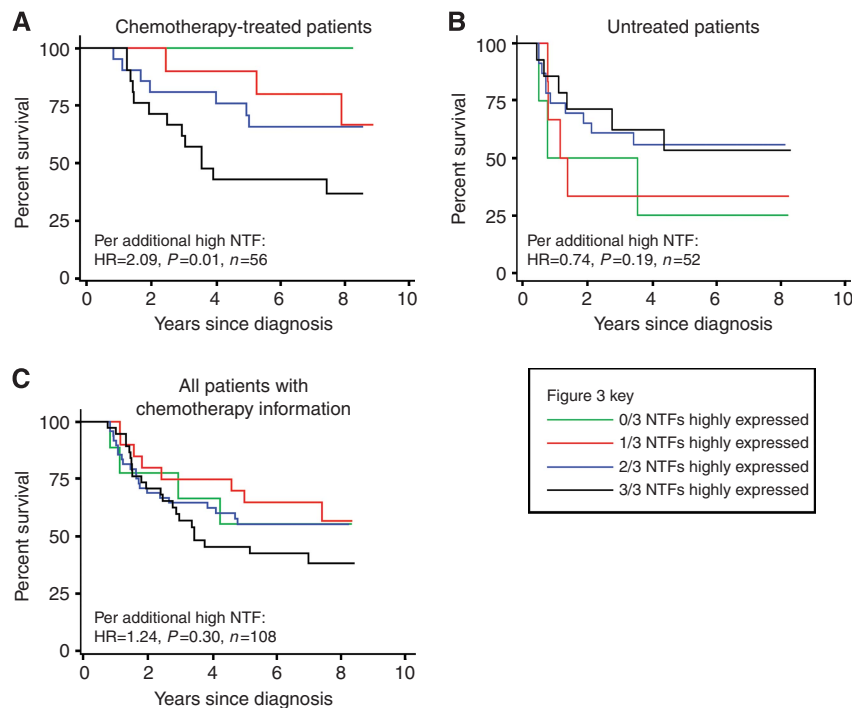 A
Chemotherapy-treated patients
100
75
50
25
0
Percent survival
Per additional high NTF:
HR=2.09, P=0.01, n=56
0 2 4 6 8 10
Years since diagnosis
B
Untreated patients
100
75
50
25
0
Percent survival
Per additional high NTF:
HR=0.74, P=0.19, n=52
0 2 4 6 8 10
Years since diagnosis
C
All patients with
chemotherapy information
100
75
50
25
0
Percent survival
Per additional high NTF:
HR=1.24, P=0.30, n=108
0 2 4 6 8 10
Years since diagnosis
Figure 3 key
0/3 NTFs highly expressed
1/3 NTFs highly expressed
2/3 NTFs highly expressed
3/3 NTFs highly expressed